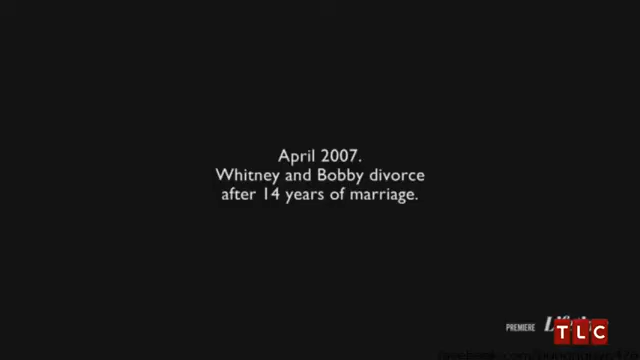 April 2007.
Whitney and Bobby divorce
after 14 years of marriage.
PREMIERE
TLC